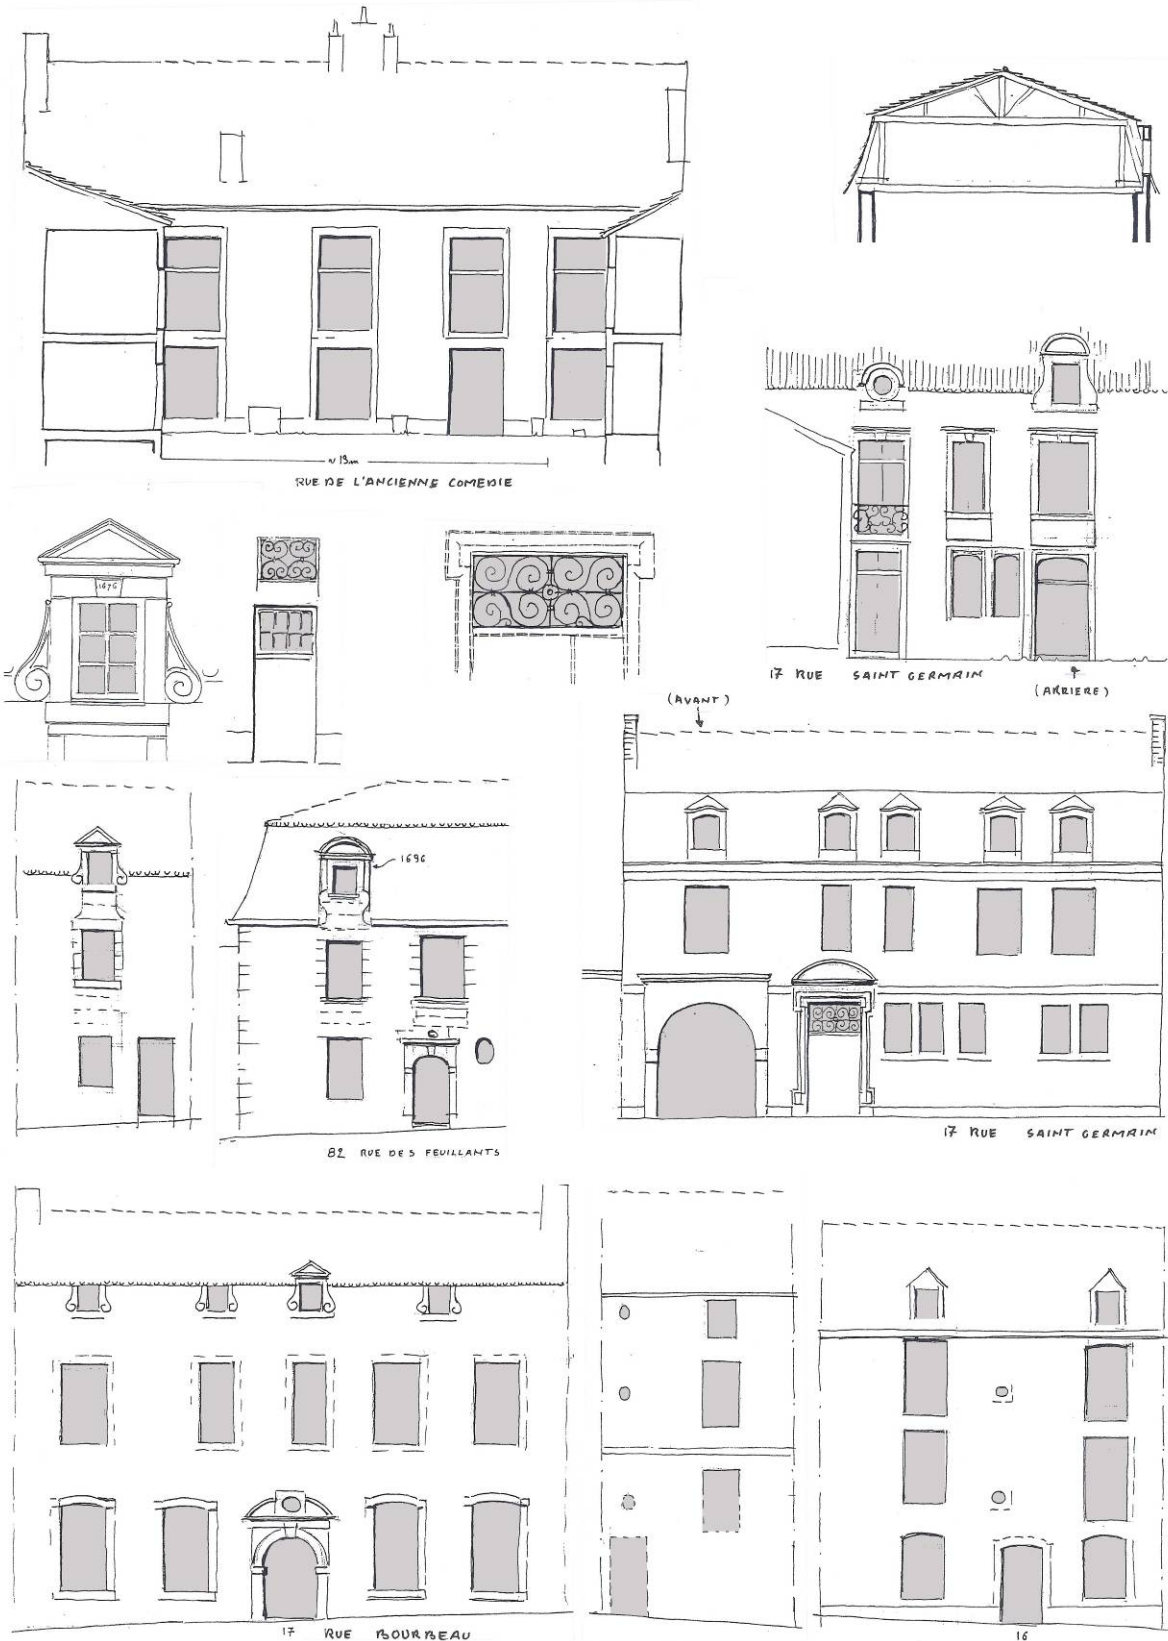 ~ 13m
RUE DE L'ANCIENNE COMEDIE
1676
17 RUE SAINT GERMAIN
(ARRIERE)
(AVANT)
1696
82 RUE DES FEUILLANTS
17 RUE SAINT GERMAIN
17 RUE BOURBEAU
16